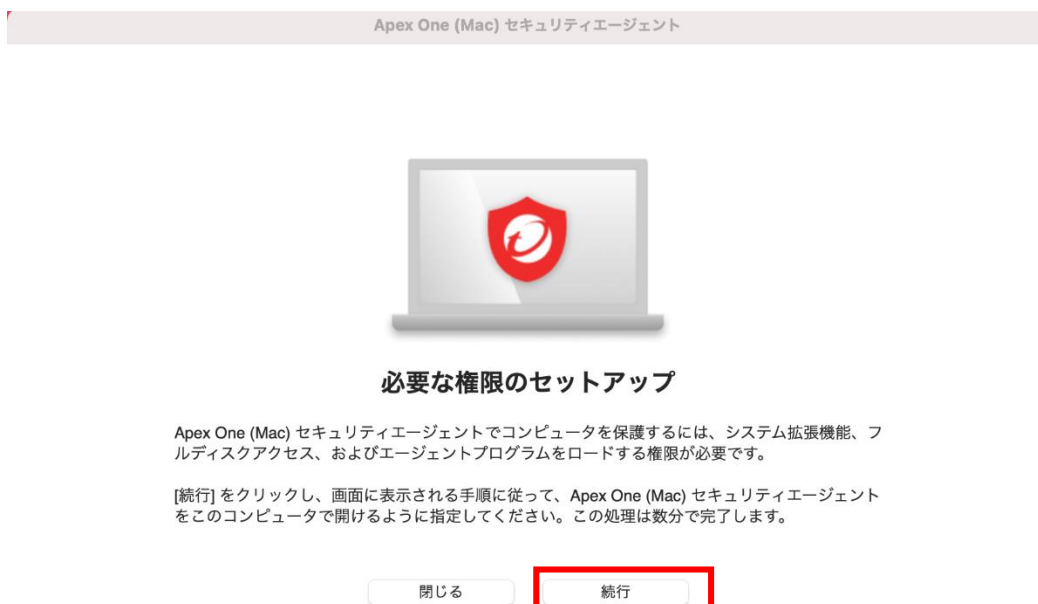 Apex One (Mac) セキュリティエージェント
必要な権限のセットアップ
Apex One (Mac) セキュリティエージェントでコンピュータを保護するには、システム拡張機能、フ
ルディスクアクセス、およびエージェントプログラムをロードする権限が必要です。
[続行] をクリックし、画面に表示される手順に従って、Apex One (Mac) セキュリティエージェント
をこのコンピュータで開けるように指定してください。この処理は数分で完了します。
閉じる 続行